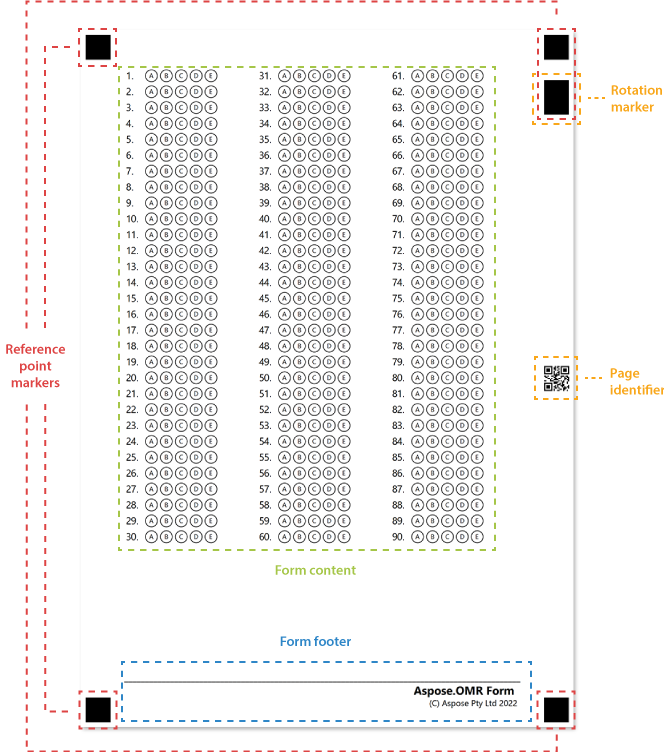 Rotation
marker
1. A B C D E 31. A B C D E 61. A B C D E
2. A B C D E 32. A B C D E 62. A B C D E
3. A B C D E 33. A B C D E 63. A B C D E
4. A B C D E 34. A B C D E 64. A B C D E
5. A B C D E 35. A B C D E 65. A B C D E
6. A B C D E 36. A B C D E 66. A B C D E
7. A B C D E 37. A B C D E 67. A B C D E
8. A B C D E 38. A B C D E 68. A B C D E
9. A B C D E 39. A B C D E 69. A B C D E
10. A B C D E 40. A B C D E 70. A B C D E
11. A B C D E 41. A B C D E 71. A B C D E
12. A B C D E 42. A B C D E 72. A B C D E
13. A B C D E 43. A B C D E 73. A B C D E
14. A B C D E 44. A B C D E 74. A B C D E
15. A B C D E 45. A B C D E 75. A B C D E
16. A B C D E 46. A B C D E 76. A B C D E
17. A B C D E 47. A B C D E 77. A B C D E
18. A B C D E 48. A B C D E 78. A B C D E
19. A B C D E 49. A B C D E 79. A B C D E
20. A B C D E 50. A B C D E 80. A B C D E
21. A B C D E 51. A B C D E 81. A B C D E
22. A B C D E 52. A B C D E 82. A B C D E
23. A B C D E 53. A B C D E 83. A B C D E
24. A B C D E 54. A B C D E 84. A B C D E
25. A B C D E 55. A B C D E 85. A B C D E
26. A B C D E 56. A B C D E 86. A B C D E
27. A B C D E 57. A B C D E 87. A B C D E
28. A B C D E 58. A B C D E 88. A B C D E
29. A B C D E 59. A B C D E 89. A B C D E
30. A B C D E 60. A B C D E 90. A B C D E
Reference
point
markers
Page
identifier
Form content
Form footer
Aspose.OMR Form
(C) Aspose Pty Ltd 2022